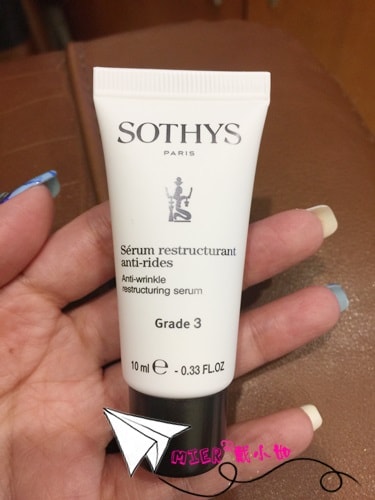 SOTHYS
PARIS
Sérum restructurant
anti-rides
Anti-wrinkle
restructuring serum
Grade 3
10 ml ℮ - 0.33 FL.OZ
MIER